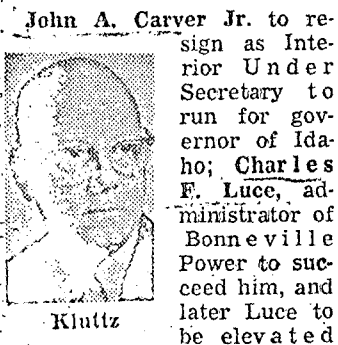 John A. Carver Jr. to re-
sign as Inte-
rior Under
Secretary to
run for gov-
ernor of Ida-
ho; Charles
F. Luce, ad-
ministrator of
Bonneville
Power to suc-
ceed him, and
later Luce to
be elevated
Kluttz